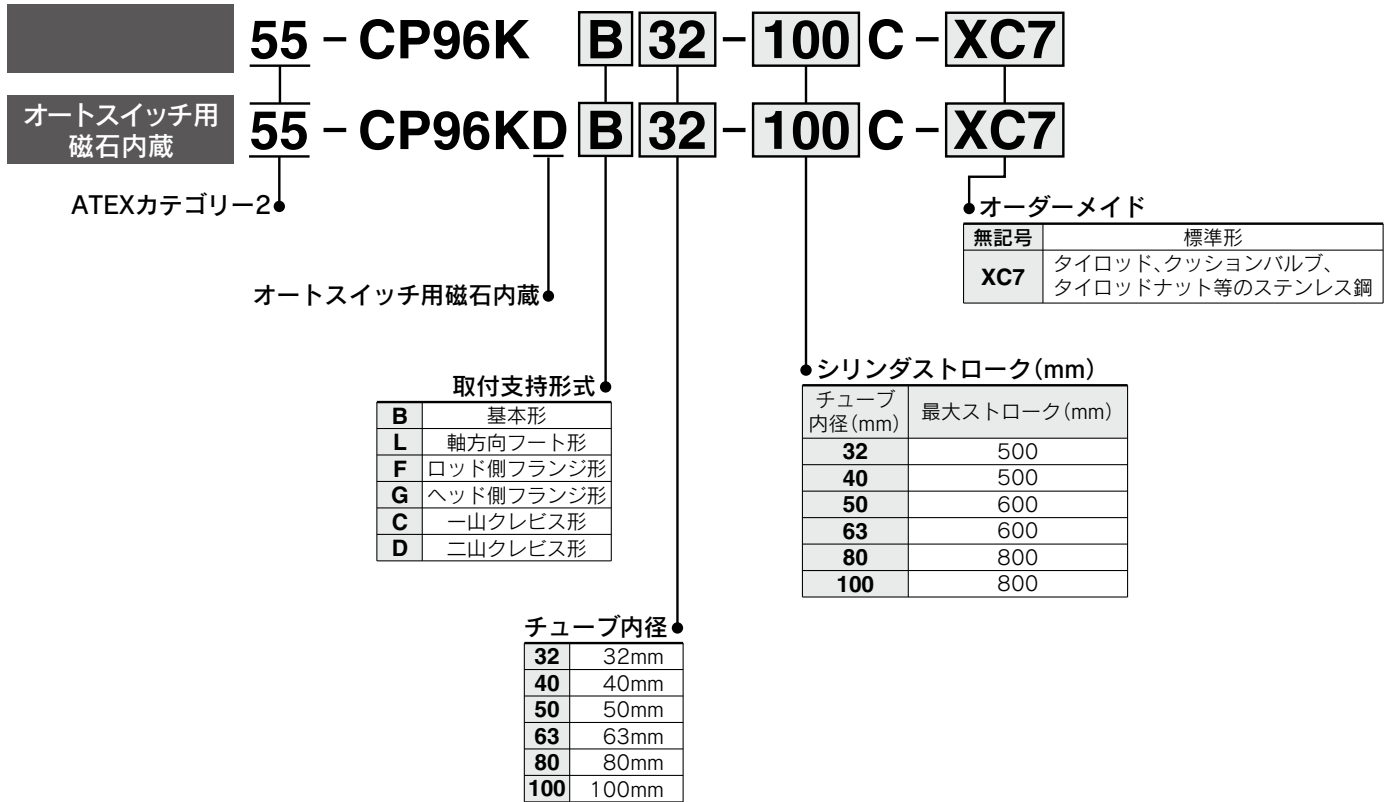 55 - CP96K B 32 - 100 C - XC7
オートスイッチ用
磁石内蔵
55 - CP96KD B 32 - 100 C - XC7
ATEXカテゴリー2
オートスイッチ用磁石内蔵
オーダーメイド
無記号 標準形
XC7 タイロッド、クッションバルブ、
タイロッドナット等のステンレス鋼
取付支持形式
B 基本形
L 軸方向フート形
F ロッド側フランジ形
G ヘッド側フランジ形
C 一山クレビス形
D 二山クレビス形
シリンダストローク(mm)
チューブ
内径(mm) 最大ストローク(mm)
32 500
40 500
50 600
63 600
80 800
100 800
チューブ内径
32 32mm
40 40mm
50 50mm
63 63mm
80 80mm
100 100mm